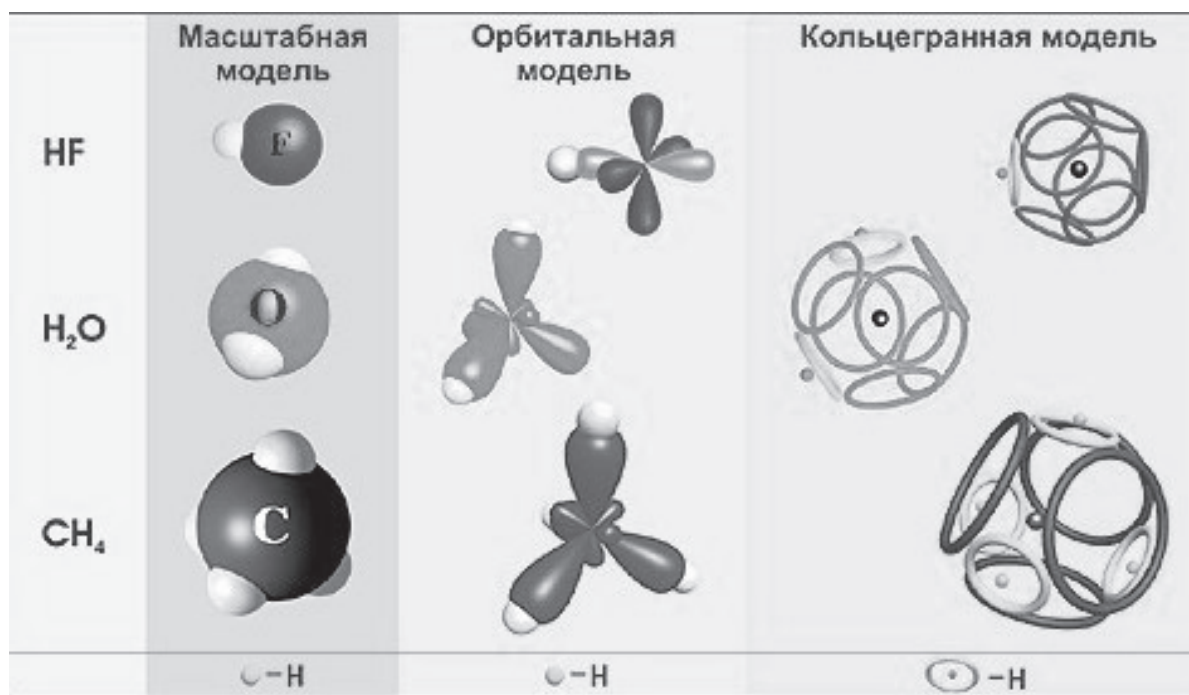 Масштабная модель
Орбитальная модель
Кольцегранная модель
HF
F
H₂O
O
CH₄
C
-H
-H
-H